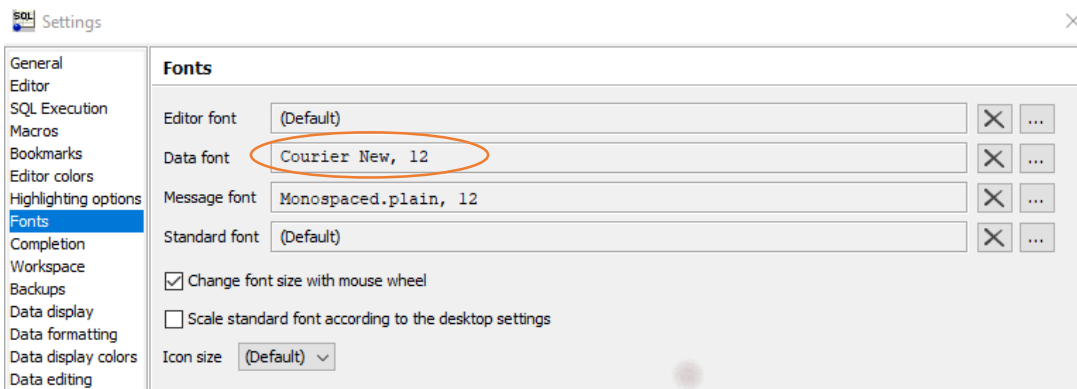 SQL Settings
General
Editor
SQL Execution
Macros
Bookmarks
Editor colors
Highlighting options
Fonts
Completion
Workspace
Backups
Data display
Data formatting
Data display colors
Data editing
Fonts
Editor font (Default) ...
Data font Courier New, 12 ...
Message font Monospaced.plain, 12 ...
Standard font (Default) ...
Change font size with mouse wheel
Scale standard font according to the desktop settings
Icon size (Default)